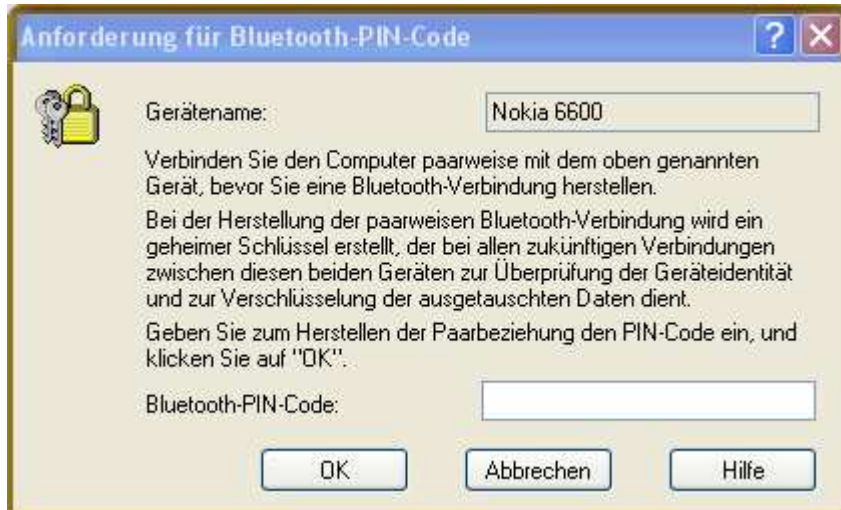 Anforderung für Bluetooth-PIN-Code
Gerätename: Nokia 6600
Verbinden Sie den Computer paarweise mit dem oben genannten
Gerät, bevor Sie eine Bluetooth-Verbindung herstellen.
Bei der Herstellung der paarweisen Bluetooth-Verbindung wird ein
geheimer Schlüssel erstellt, der bei allen zukünftigen Verbindungen
zwischen diesen beiden Geräten zur Überprüfung der Geräteidentität
und zur Verschlüsselung der ausgetauschten Daten dient.
Geben Sie zum Herstellen der Paarbeziehung den PIN-Code ein, und
klicken Sie auf "OK".
Bluetooth-PIN-Code:
OK Abbrechen Hilfe